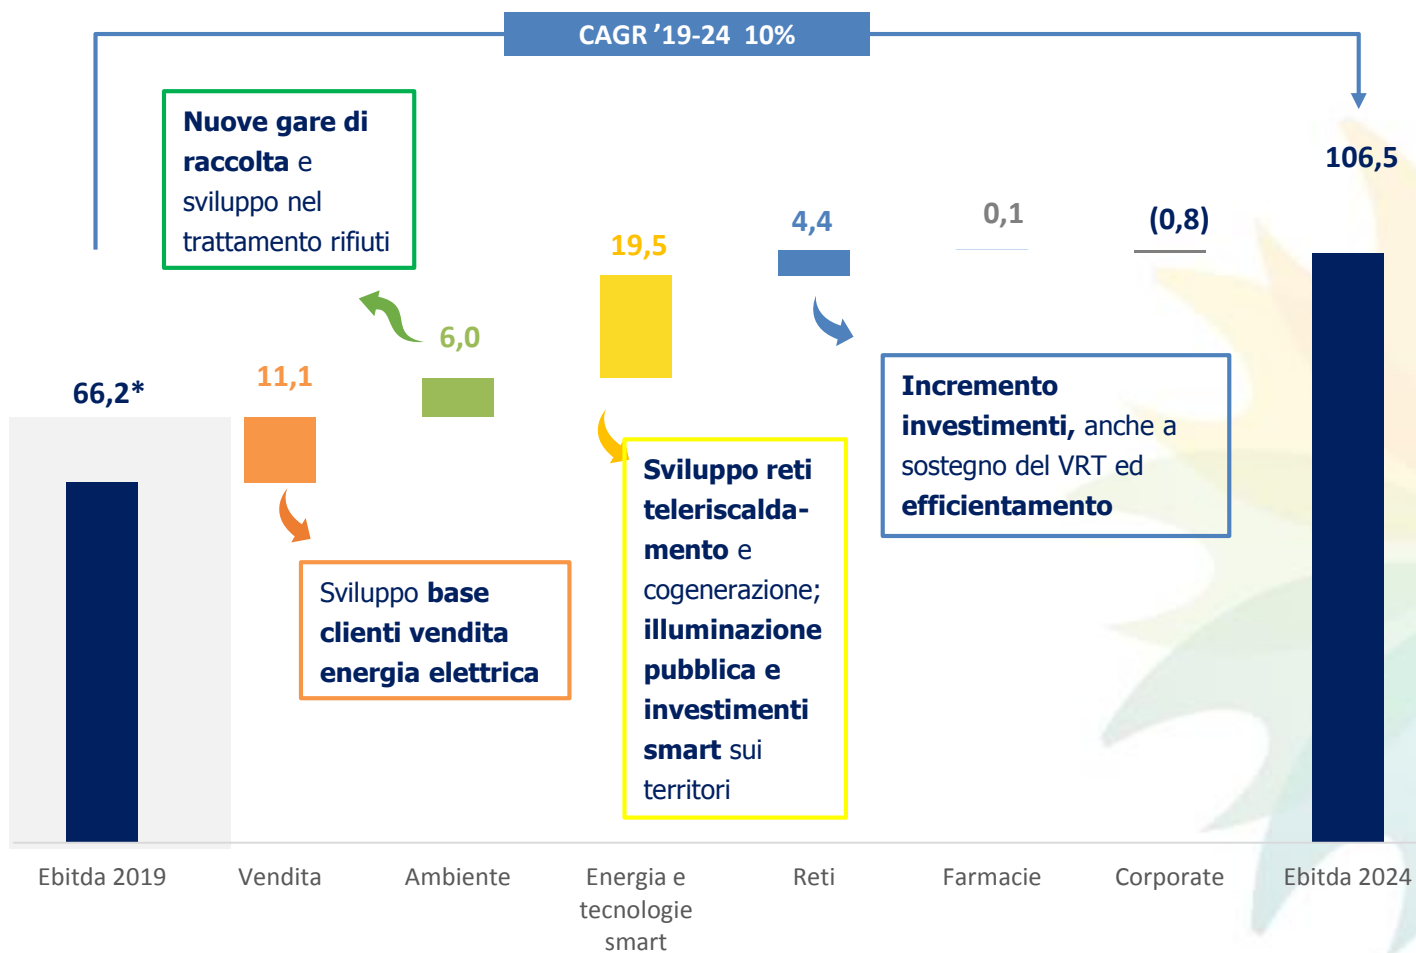 CAGR ’19-24  10%
Nuove gare di
raccolta e
sviluppo nel
trattamento rifiuti
106,5
4,4
0,1
(0,8)
19,5
6,0
11,1
66,2*
Incremento
investimenti, anche a
sostegno del VRT ed
efficientamento
Sviluppo reti
teleriscalda-
mento e
cogenerazione;
illuminazione
pubblica e
investimenti
smart sui
territori
Sviluppo base
clienti vendita
energia elettrica
Ebitda 2019
Vendita
Ambiente
Energia e
tecnologie
smart
Reti
Farmacie
Corporate
Ebitda 2024